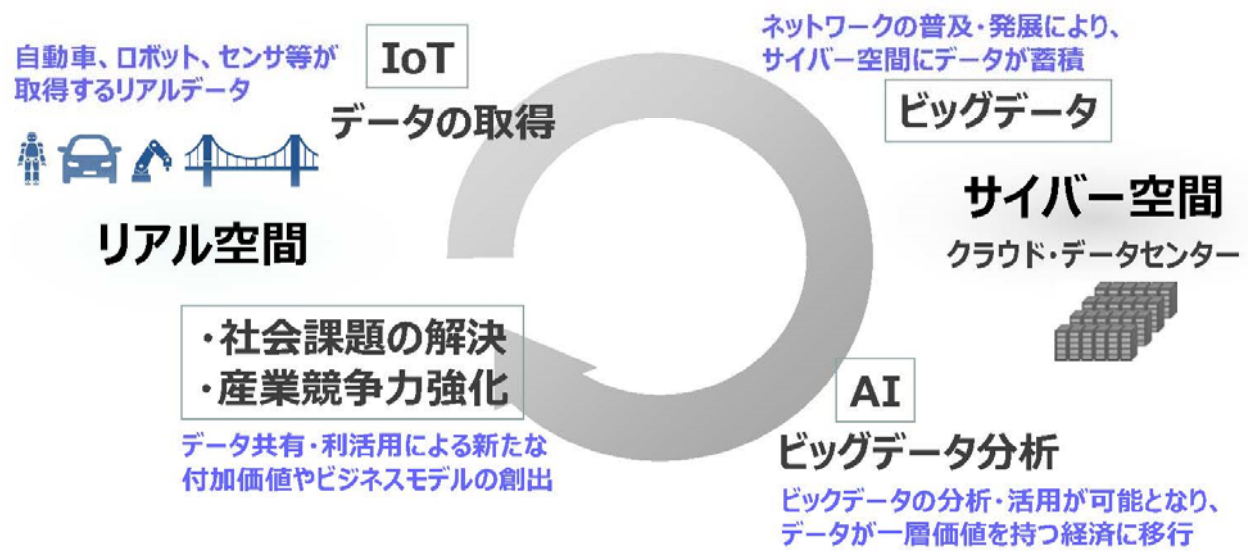 自動車、ロボット、センサ等が
取得するリアルデータ
IoT
データの取得
リアル空間
ネットワークの普及・発展により、
サイバー空間にデータが蓄積
ビッグデータ
サイバー空間
クラウド・データセンター
AI
ビッグデータ分析
ビックデータの分析・活用が可能となり、
データが一層価値を持つ経済に移行
・社会課題の解決
・産業競争力強化
データ共有・利活用による新たな
付加価値やビジネスモデルの創出